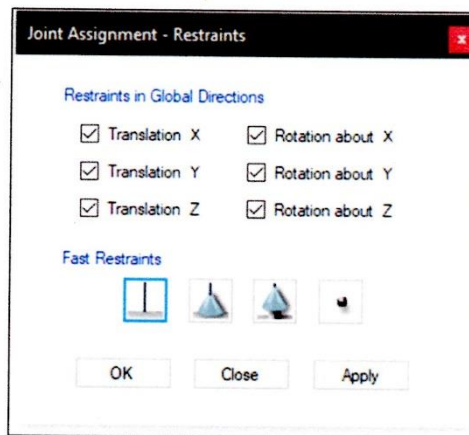 Joint Assignment - Restraints
x
Restraints in Global Directions
Translation X
Rotation about X
Translation Y
Rotation about Y
Translation Z
Rotation about Z
Fast Restraints
OK
Close
Apply